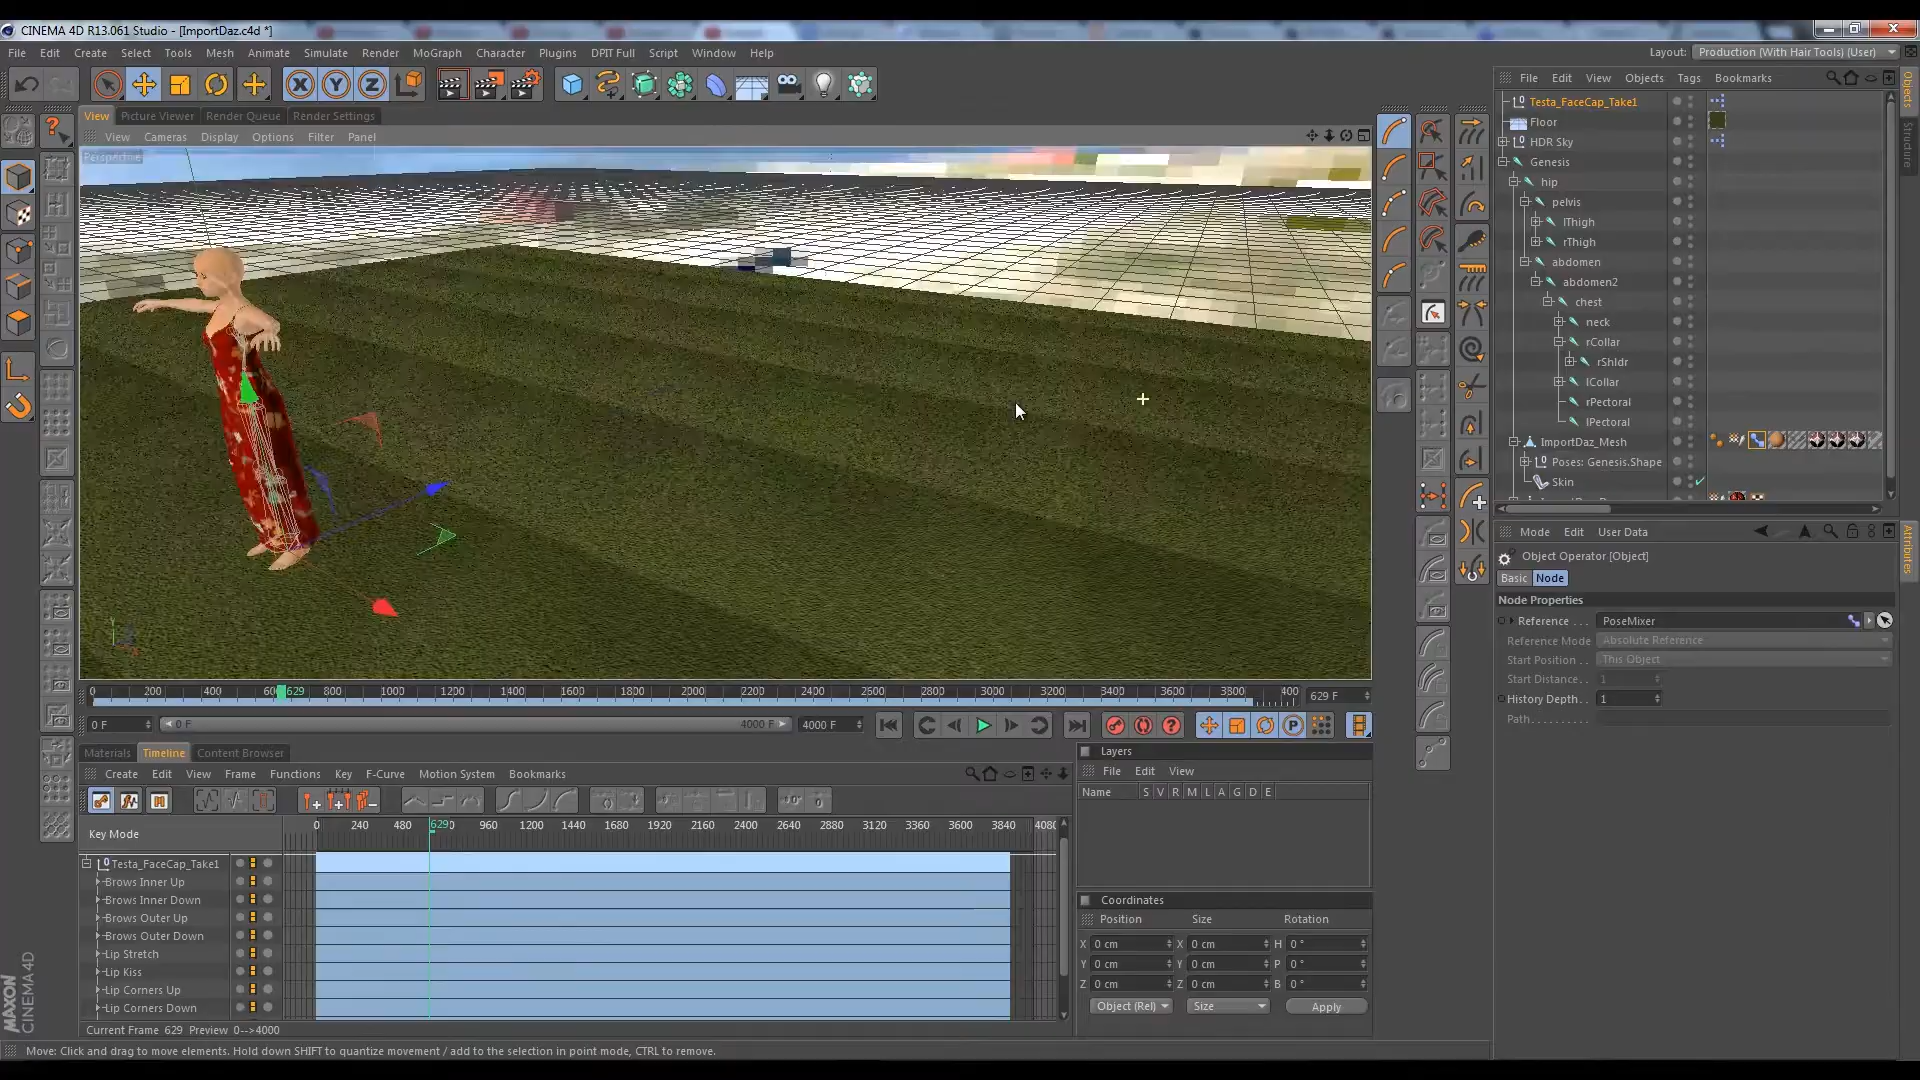 CINEMA 4D R13.061 Studio - [ImportDaz.c4d *]
File Edit Create Select Tools Mesh Animate Simulate Render MoGraph Character Plugins DPIT Full Script Window Help
Layout: Production (With Hair Tools) (User)
File Edit View Objects Tags Bookmarks
View Picture Viewer Render Queue Render Settings
View Cameras Display Options Filter Panel
Perspective
Testa_FaceCap_Take1
Floor
HDR Sky
Genesis
hip
pelvis
lThigh
rThigh
abdomen
abdomen2
chest
neck
rCollar
rShldr
lCollar
rPectoral
lPectoral
ImportDaz_Mesh
Poses: Genesis.Shape
Skin
Objects
Structure
Attributes
Mode Edit User Data
Object Operator [Object]
Basic Node
Node Properties
Reference . . . PoseMixer
Reference Mode Absolute Reference
Start Position . . This Object
Start Distance. . 1
History Depth. . 1
Path. . . . . . . . . .
0 200 400 600 629 800 1000 1200 1400 1600 1800 2000 2200 2400 2600 2800 3000 3200 3400 3600 3800 400 629 F
0 F 0 F 4000 F 4000 F
Materials Timeline Content Browser
Create Edit View Frame Functions Key F-Curve Motion System Bookmarks
Key Mode
0 240 480 629 960 1200 1440 1680 1920 2160 2400 2640 2880 3120 3360 3600 3840 4080
Testa_FaceCap_Take1
Brows Inner Up
Brows Inner Down
Brows Outer Up
Brows Outer Down
Lip Stretch
Lip Kiss
Lip Corners Up
Lip Corners Down
Current Frame 629 Preview 0-->4000
Layers
File Edit View
Name S V R M L A G D E
Coordinates
Position Size Rotation
X 0 cm X 0 cm H 0 °
Y 0 cm Y 0 cm P 0 °
Z 0 cm Z 0 cm B 0 °
Object (Rel) Size Apply
MAXON CINEMA 4D
Move: Click and drag to move elements. Hold down SHIFT to quantize movement / add to the selection in point mode, CTRL to remove.